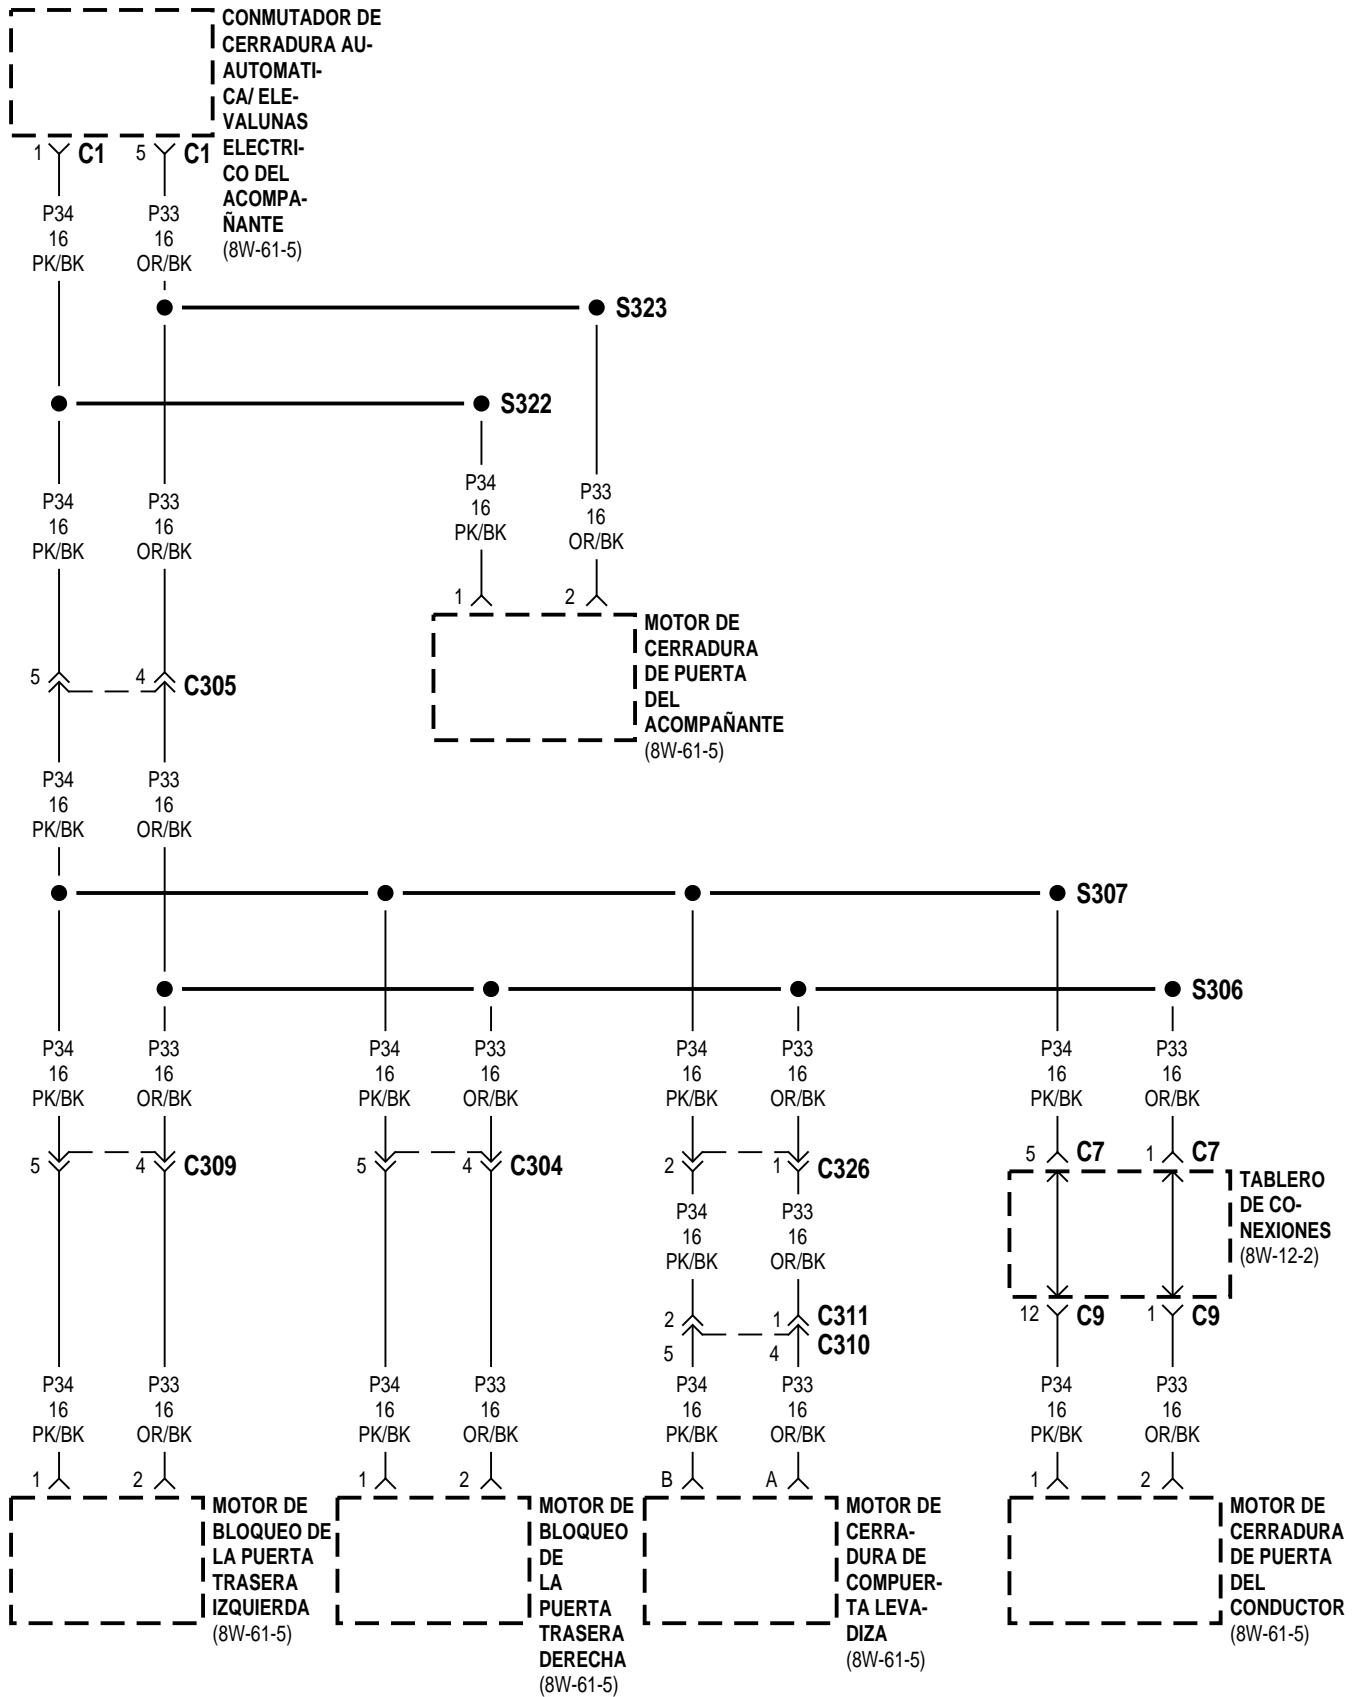 CONMUTADOR DE
CERRADURA AU-
AUTOMATI-
CA/ ELE-
VALUNAS
ELECTRI-
CO DEL
ACOMPA-
ÑANTE
(8W-61-5)
1 C1 5 C1
P34 P33
16 16
PK/BK OR/BK
S323
S322
P34 P33
16 16
PK/BK OR/BK
P34 P33
16 16
PK/BK OR/BK
1 2
MOTOR DE
CERRADURA
DE PUERTA
DEL
ACOMPAÑANTE
(8W-61-5)
5 4 C305
P34 P33
16 16
PK/BK OR/BK
S307
S306
P34 P33 P34 P33 P34 P33 P34 P33
16 16 16 16 16 16 16 16
PK/BK OR/BK PK/BK OR/BK PK/BK OR/BK PK/BK OR/BK
5 4 C309 5 4 C304 2 1 C326 5 C7 1 C7
TABLERO
DE CO-
NEXIONES
(8W-12-2)
P34 P33
16 16
PK/BK OR/BK
2 1 C311
5 4 C310
12 C9 1 C9
P34 P33 P34 P33 P34 P33 P34 P33
16 16 16 16 16 16 16 16
PK/BK OR/BK PK/BK OR/BK PK/BK OR/BK PK/BK OR/BK
1 2 1 2 B A 1 2
MOTOR DE
BLOQUEO DE
LA PUERTA
TRASERA
IZQUIERDA
(8W-61-5)
MOTOR DE
BLOQUEO
DE
LA
PUERTA
TRASERA
DERECHA
(8W-61-5)
MOTOR DE
CERRA-
DURA DE
COMPUER-
TA LEVA-
DIZA
(8W-61-5)
MOTOR DE
CERRADURA
DE PUERTA
DEL
CONDUCTOR
(8W-61-5)